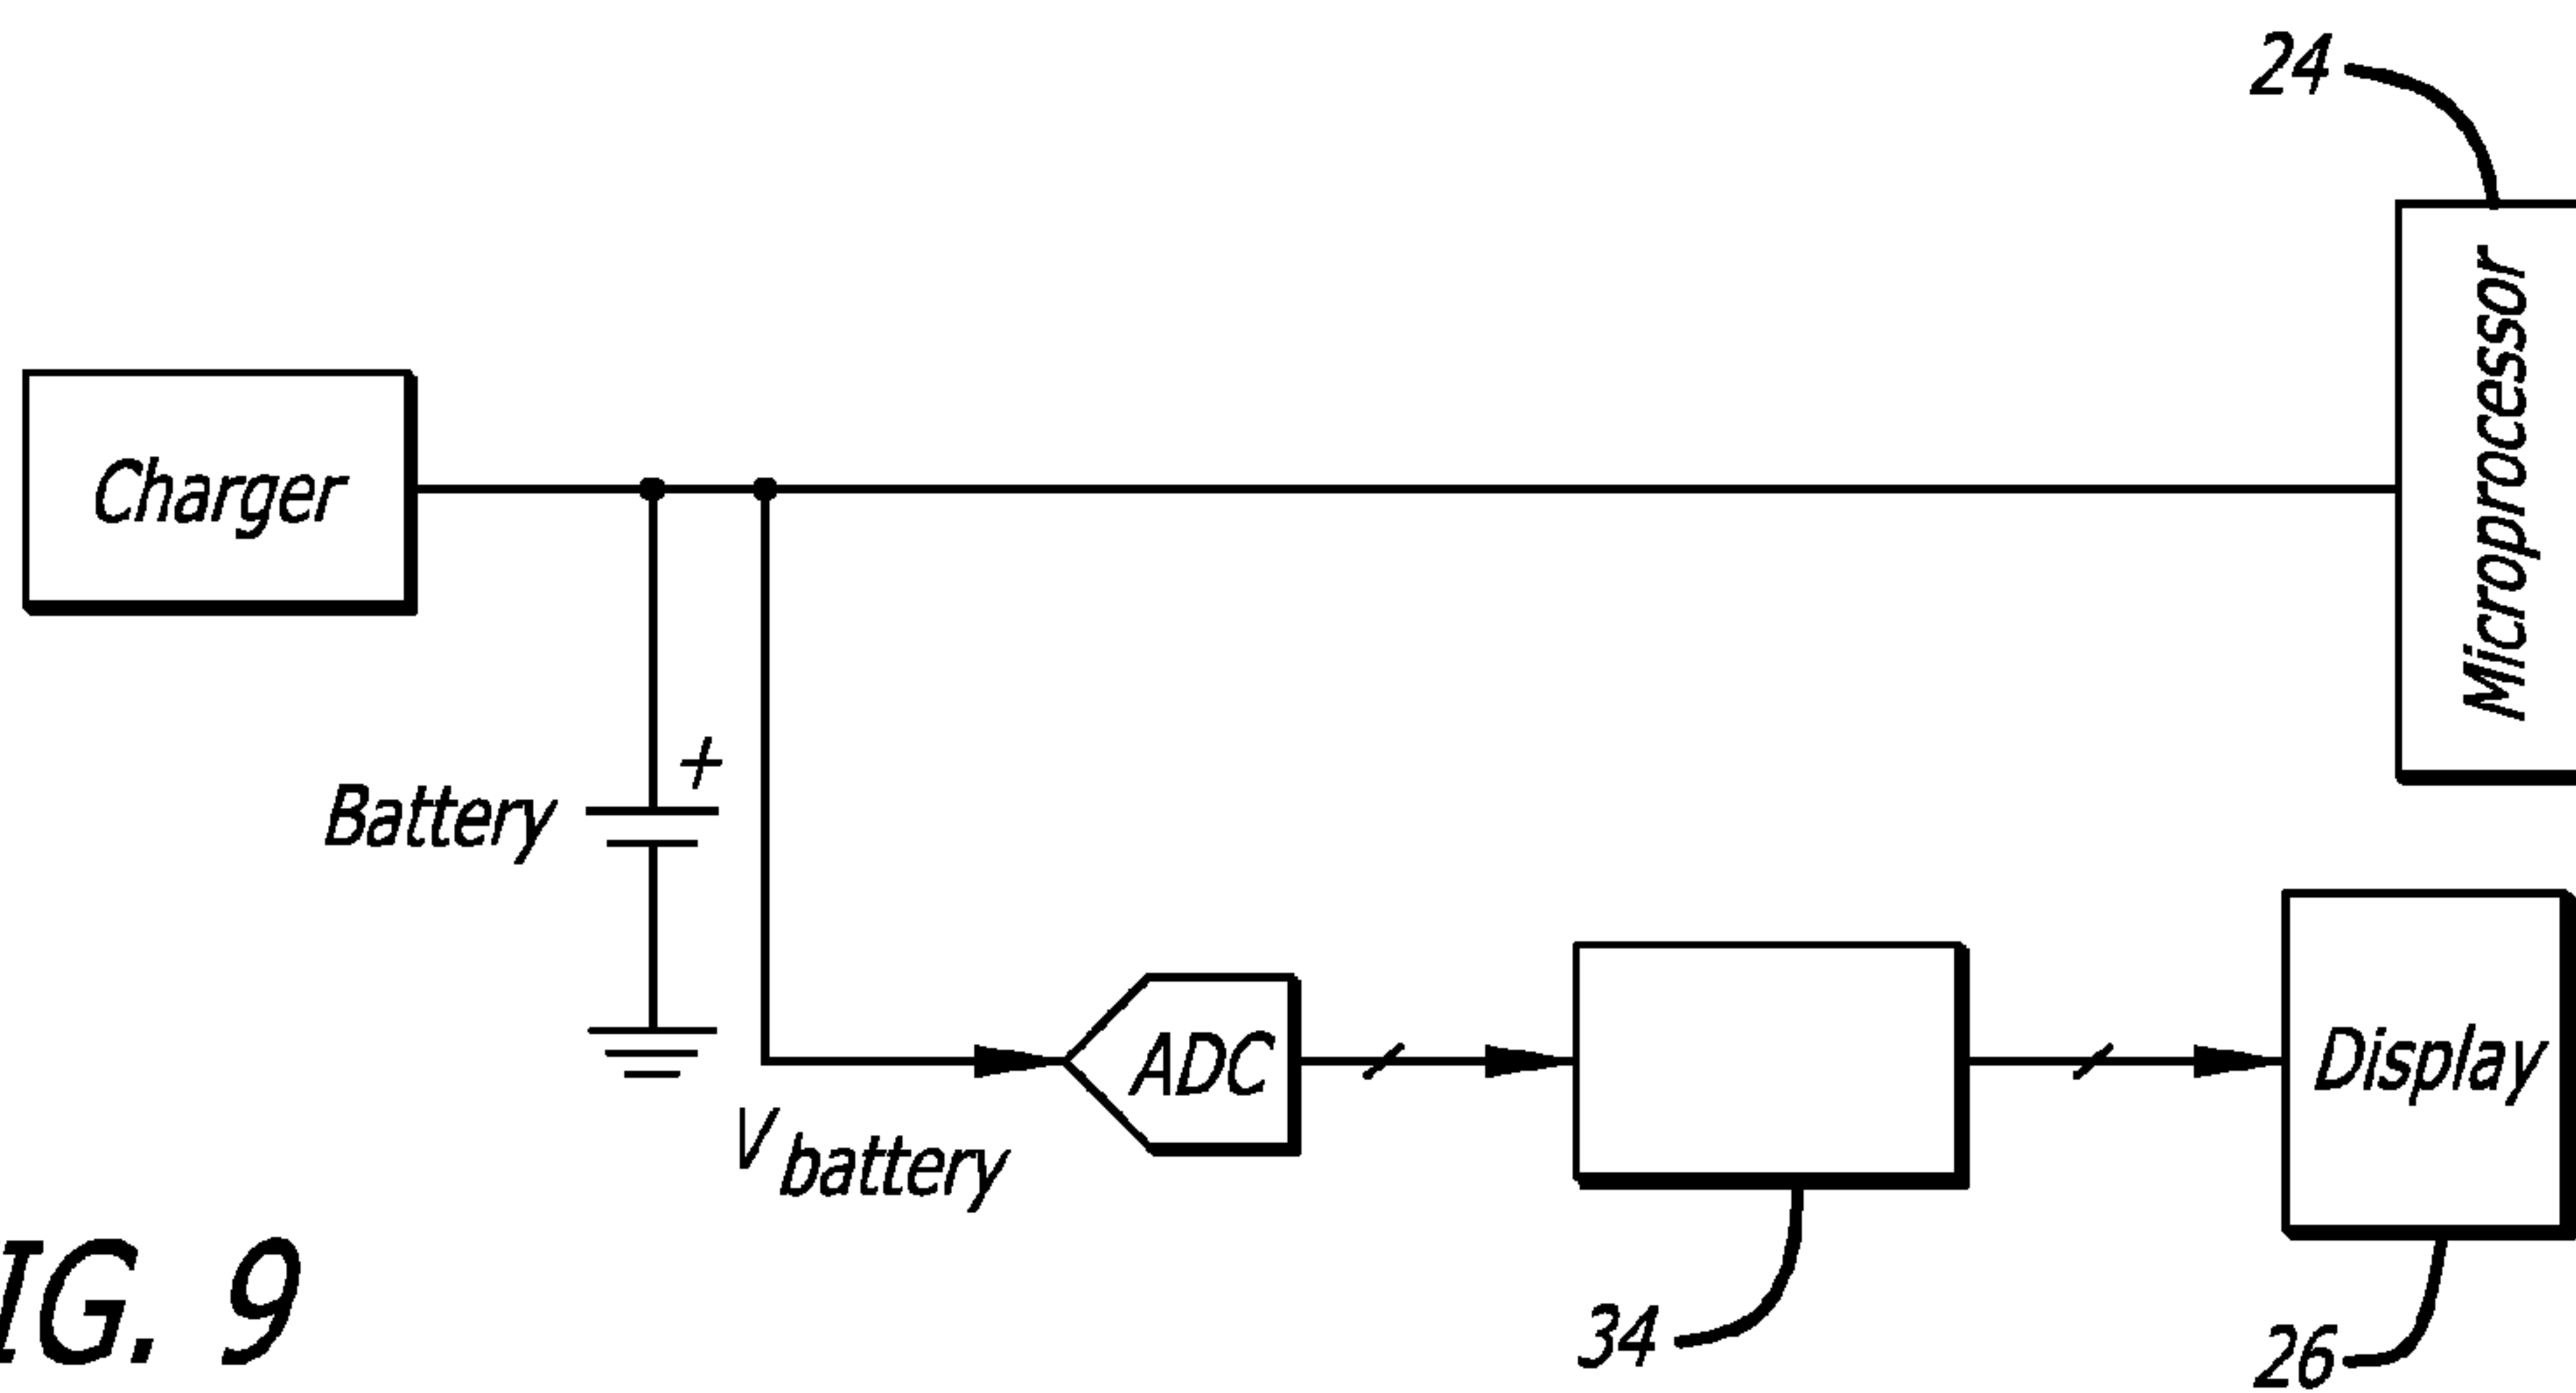 24
Microprocessor
Charger
+
Battery
ADC
Display
V battery
34
26
IG. 9